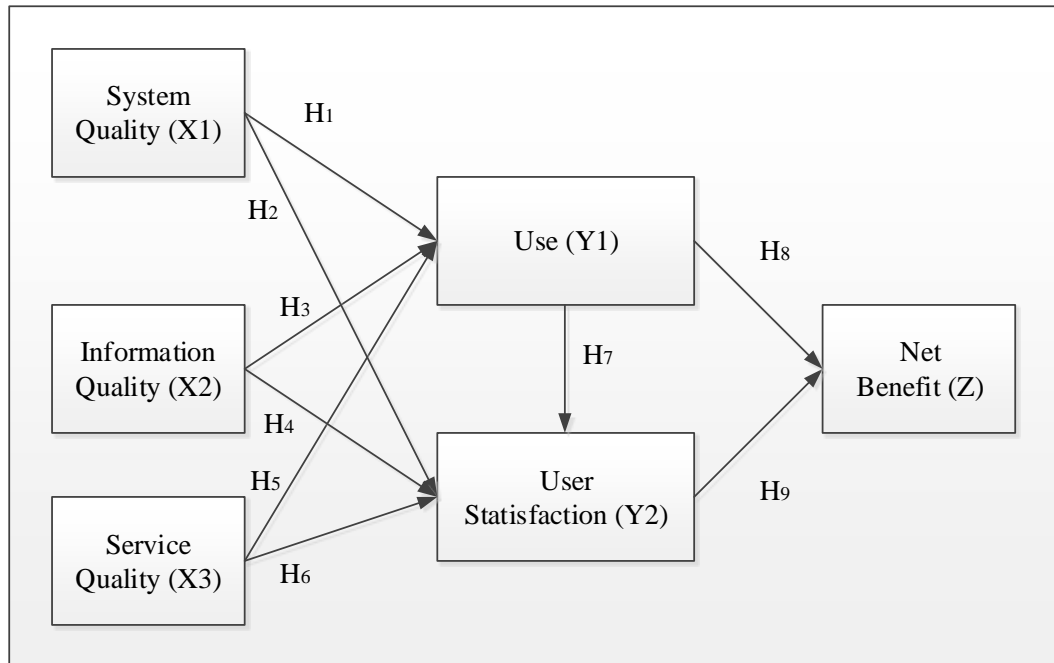 System
Quality (X1)
H1
H2
Use (Y1)
H8
H3
Information
Quality (X2)
H7
Net
Benefit (Z)
H4
H5
User
Statisfaction (Y2)
H9
Service
Quality (X3)
H6